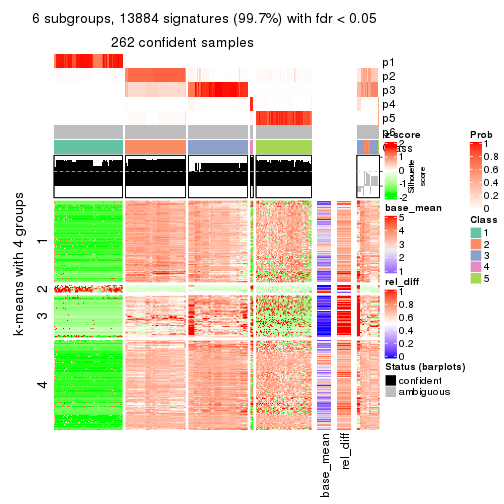 6 subgroups, 13884 signatures (99.7%) with fdr < 0.05
262 confident samples
p1
p2
p3
p4
p5
p6
Class
k-means with 4 groups
1
2
3
4
Silhouette
score
z-score
2
1
0
-1
-2
base_mean
5
4
3
2
1
rel_diff
1
0.8
0.6
0.4
0.2
0
Status (barplots)
confident
ambiguous
Prob
1
0.8
0.6
0.4
0.2
0
Class
1
2
3
4
5
base_mean
rel_diff